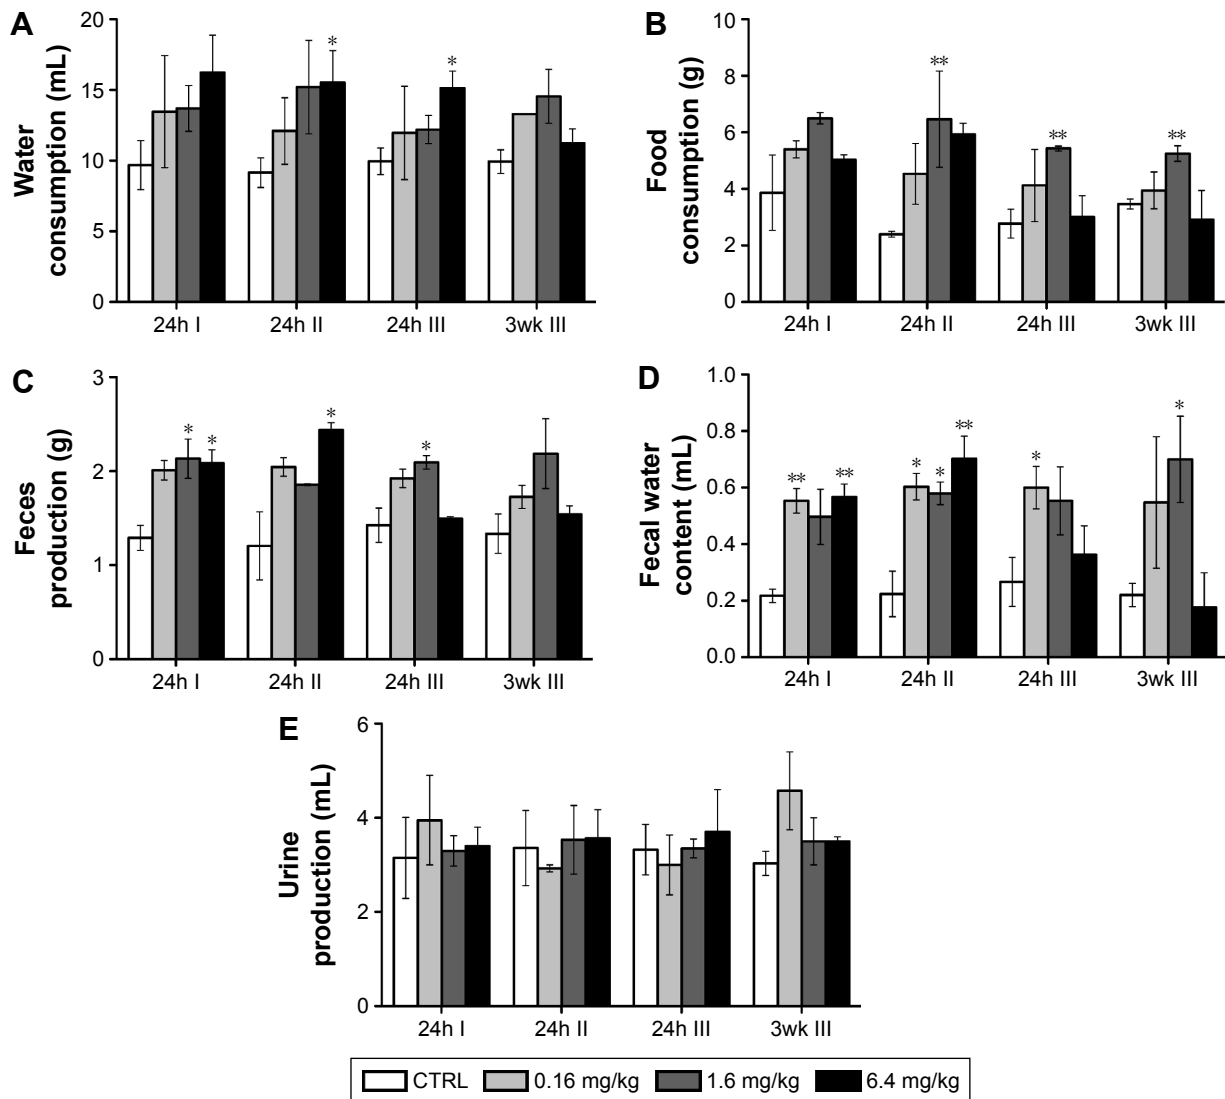 A
Water
consumption (mL)
20
15
10
5
0
* *
24h I 24h II 24h III 3wk III
B
Food
consumption (g)
10
8
6
4
2
0
** ** **
24h I 24h II 24h III 3wk III
C
Feces
production (g)
3
2
1
0
* * * *
24h I 24h II 24h III 3wk III
D
Fecal water
content (mL)
1.0
0.8
0.6
0.4
0.2
0.0
** ** * * ** * *
24h I 24h II 24h III 3wk III
E
Urine
production (mL)
6
4
2
0
24h I 24h II 24h III 3wk III
CTRL 0.16 mg/kg 1.6 mg/kg 6.4 mg/kg